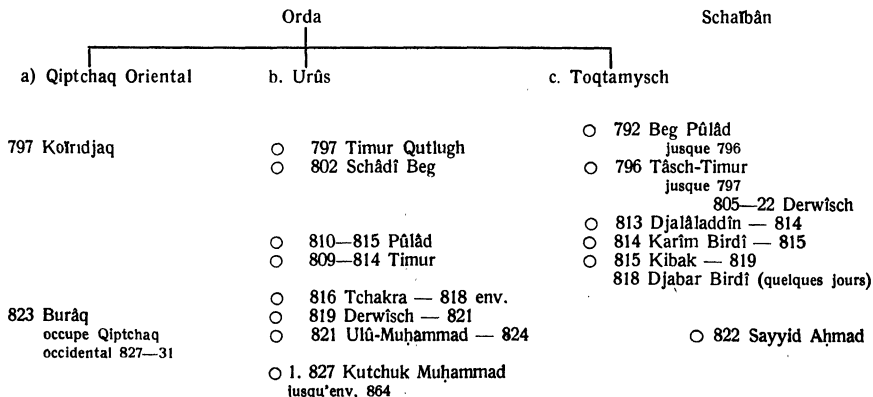 Orda
Schaïbân
a) Qiptchaq Oriental
b. Urûs
c. Toqtamysch
797 Koïrıdjaq
823 Burâq
occupe Qiptchaq
occidental 827—31
○ 797 Timur Qutlugh
○ 802 Schâdî Beg
○ 810—815 Pûlâd
○ 809—814 Timur
○ 816 Tchakra — 818 env.
○ 819 Derwîsch — 821
○ 821 Ulû-Muḥammad — 824
○ 1. 827 Kutchuk Muḥammad
jusqu'env. 864
○ 792 Beg Pûlâd
jusque 796
○ 796 Tâsch-Timur
jusque 797
805—22 Derwîsch
○ 813 Djalâladdîn — 814
○ 814 Karîm Birdî — 815
○ 815 Kibak — 819
818 Djabar Birdî (quelques jours)
○ 822 Sayyid Aḥmad